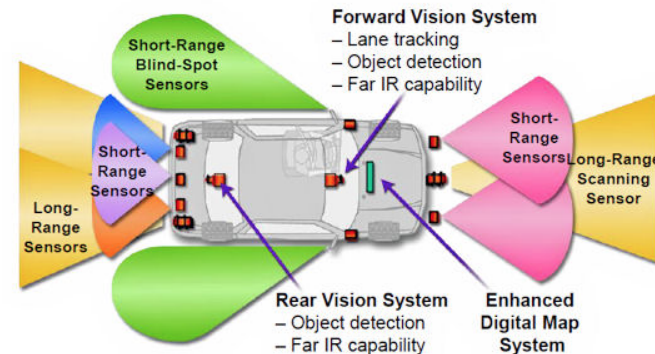 Forward Vision System
– Lane tracking
– Object detection
– Far IR capability
Short-Range
Blind-Spot
Sensors
Short-
Range
Sensors
Long-
Range
Sensors
Short-
Range
Sensors
Long-Range
Scanning
Sensor
Rear Vision System
– Object detection
– Far IR capability
Enhanced
Digital Map
System